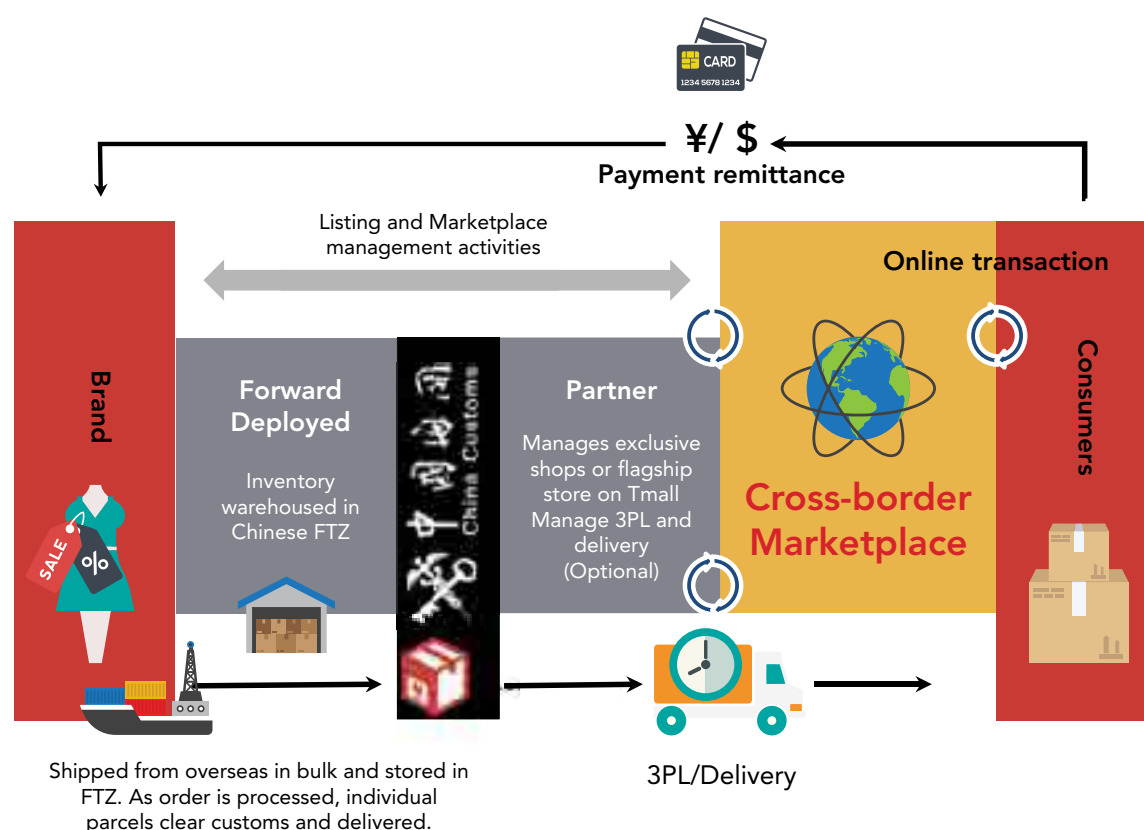 CARD
1234 5678 1234
¥/ $
Payment remittance
Listing and Marketplace
management activities
Online transaction
Brand
SALE
%
Forward
Deployed
Inventory
warehoused in
Chinese FTZ
China Customs
Partner
Manages exclusive
shops or flagship
store on Tmall
Manage 3PL and
delivery
(Optional)
Cross-border
Marketplace
Consumers
Shipped from overseas in bulk and stored in
FTZ. As order is processed, individual
parcels clear customs and delivered.
3PL/Delivery